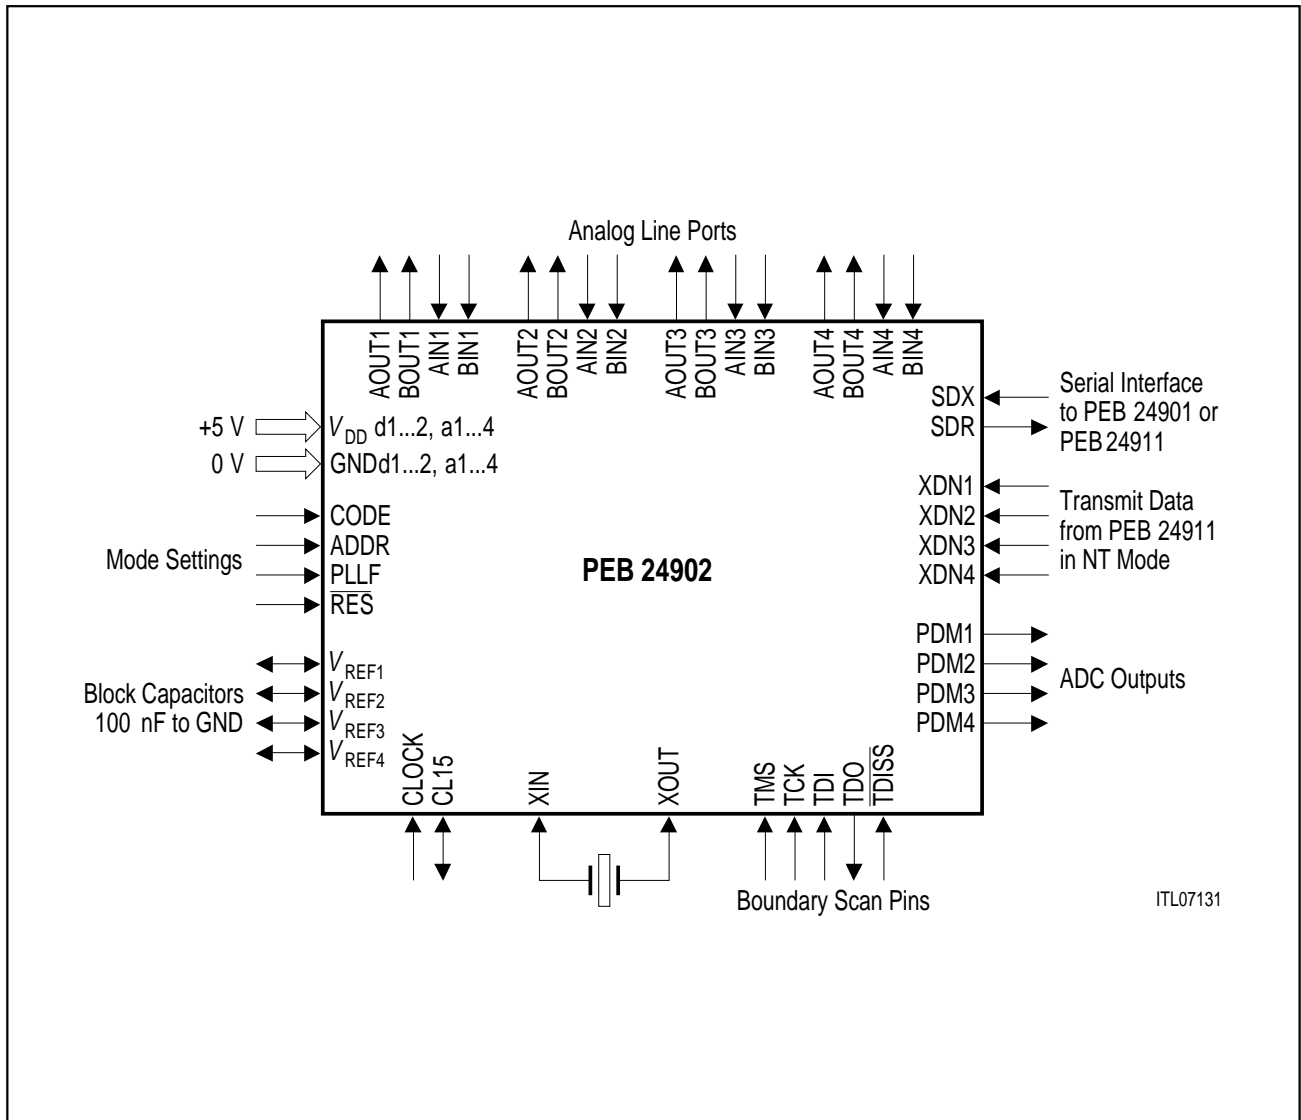 Analog Line Ports
AOUT1
BOUT1
AIN1
BIN1
AOUT2
BOUT2
AIN2
BIN2
AOUT3
BOUT3
AIN3
BIN3
AOUT4
BOUT4
AIN4
BIN4
+5 V
VDD d1...2, a1...4
0 V
GNDd1...2, a1...4
Mode Settings
CODE
ADDR
PLLF
RES
Block Capacitors
100 nF to GND
VREF1
VREF2
VREF3
VREF4
PEB 24902
SDX
SDR
Serial Interface
to PEB 24901 or
PEB 24911
XDN1
XDN2
XDN3
XDN4
Transmit Data
from PEB 24911
in NT Mode
PDM1
PDM2
PDM3
PDM4
ADC Outputs
CLOCK
CL15
XIN
XOUT
TMS
TCK
TDI
TDO
TDISS
Boundary Scan Pins
ITL07131